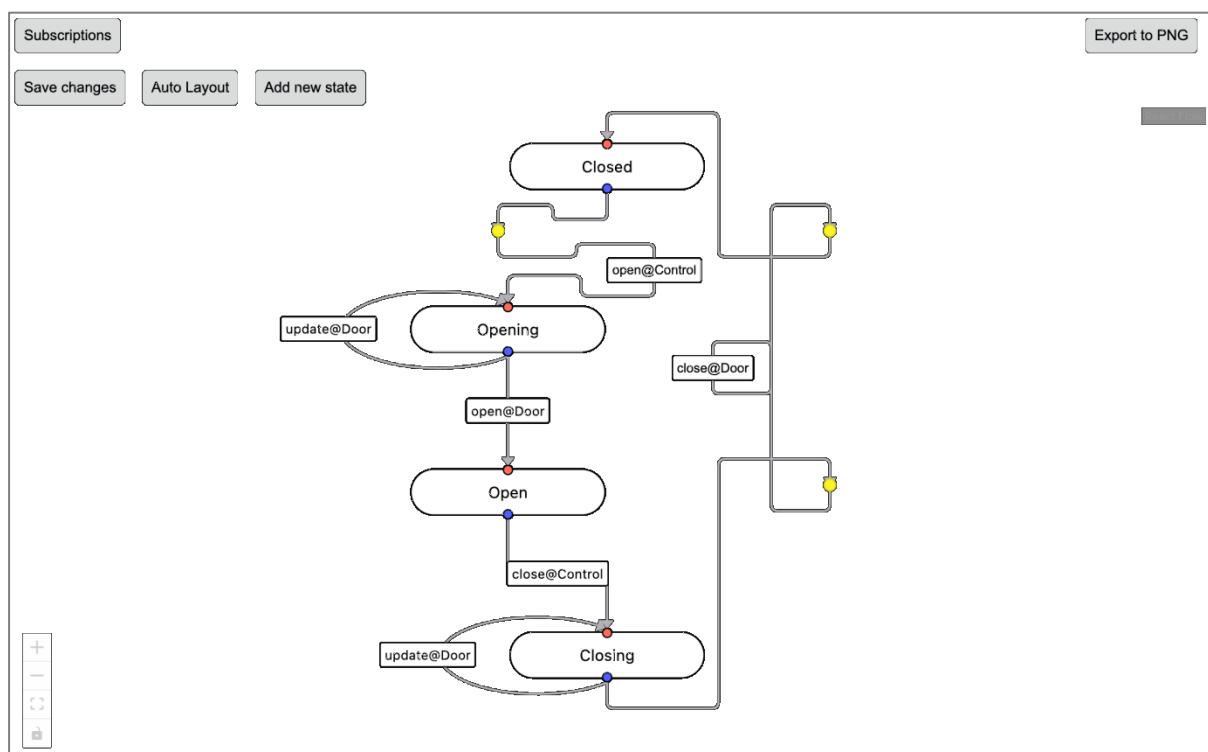 Subscriptions
Export to PNG
Save changes
Auto Layout
Add new state
Closed
open@Control
update@Door
Opening
close@Door
open@Door
Open
close@Control
update@Door
Closing